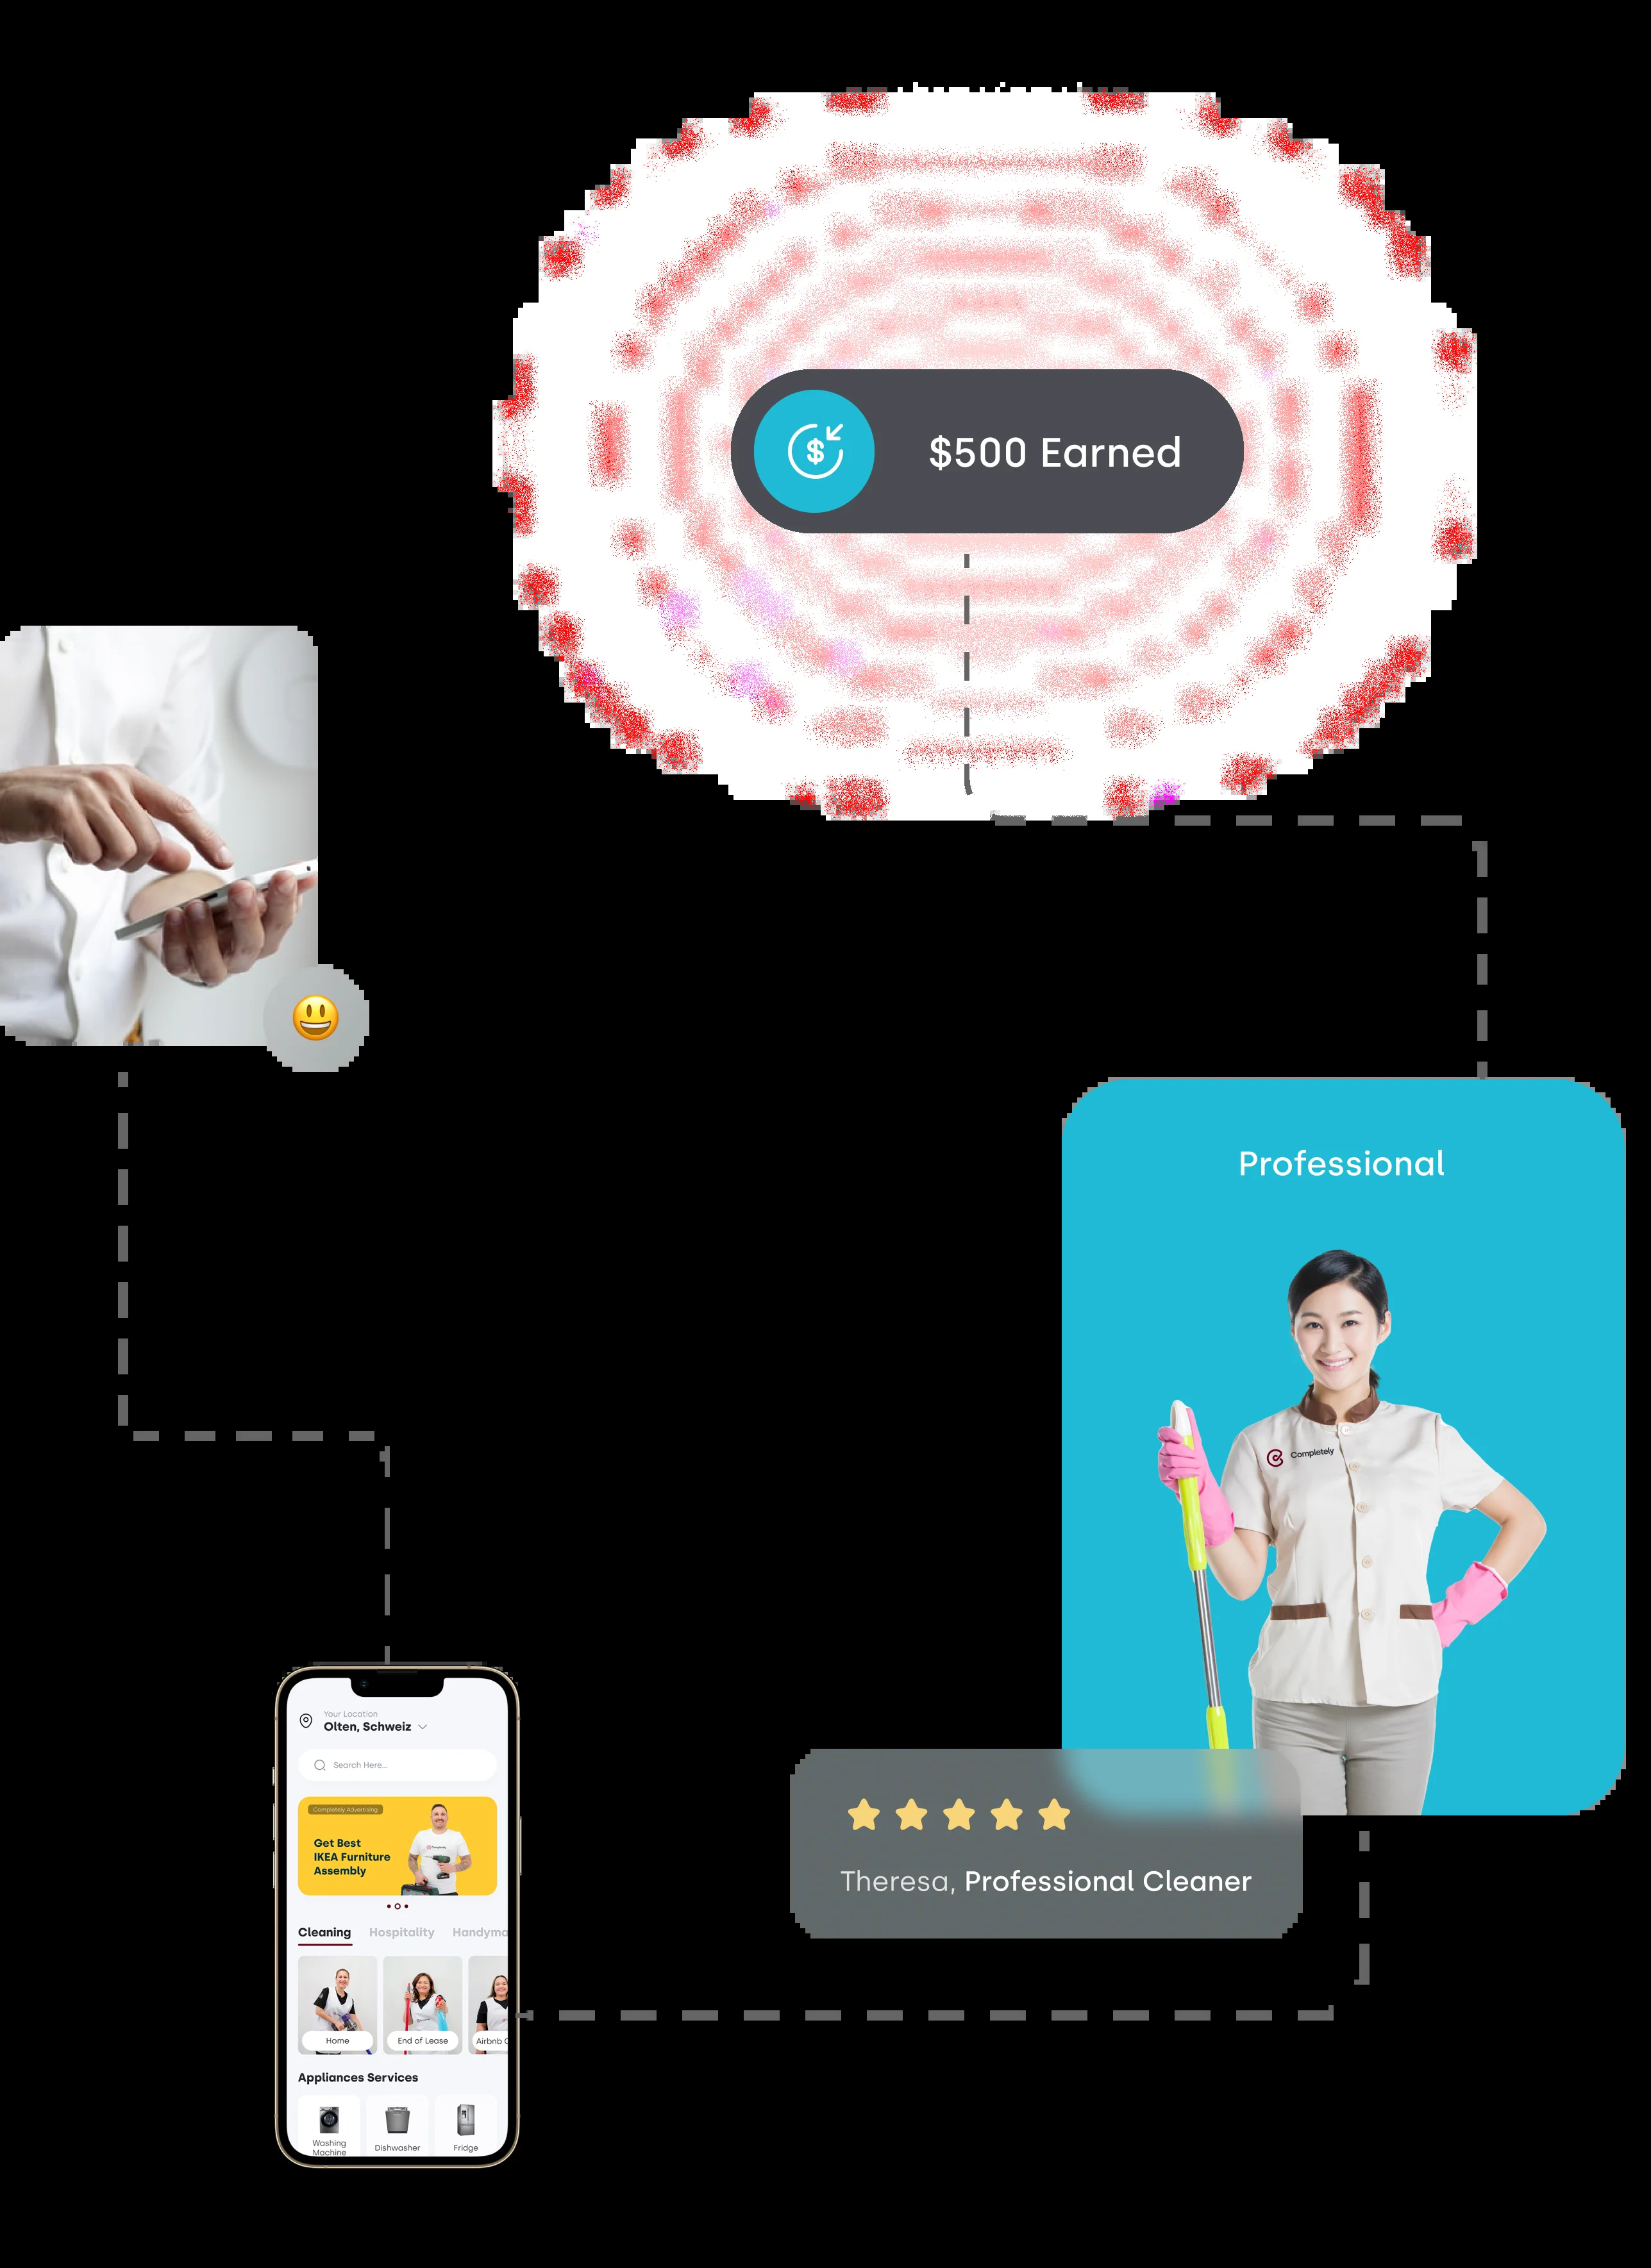 $500 Earned
Professional
Completely
Your Location
Olten, Schweiz
Search Here...
Completely Advertising
Get Best
IKEA Furniture
Assembly
Cleaning Hospitality Handyma
Home End of Lease Airbnb C
Appliances Services
Washing
Machine
Dishwasher Fridge
Theresa, Professional Cleaner